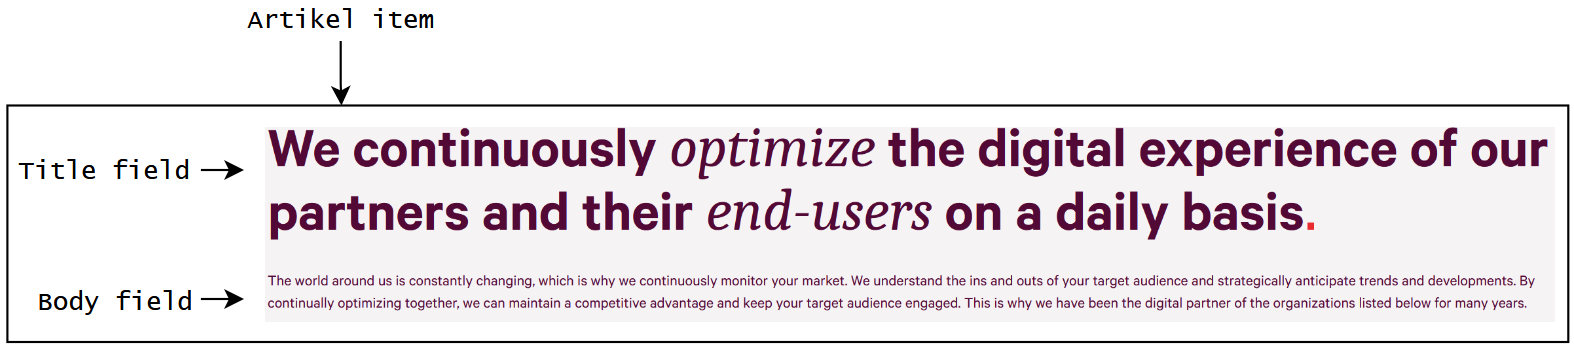 Artikel item
Title field
We continuously optimize the digital experience of our
partners and their end-users on a daily basis.
Body field
The world around us is constantly changing, which is why we continuously monitor your market. We understand the ins and outs of your target audience and strategically anticipate trends and developments. By
continually optimizing together, we can maintain a competitive advantage and keep your target audience engaged. This is why we have been the digital partner of the organizations listed below for many years.